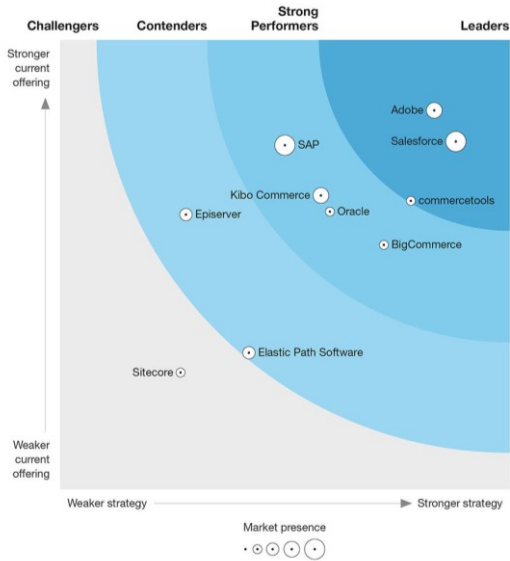 Challengers
Contenders
Strong
Performers
Leaders
Stronger
current
offering
Adobe
Salesforce
SAP
Kibo Commerce
commercetools
Episerver
Oracle
BigCommerce
Elastic Path Software
Sitecore
Weaker
current
offering
Weaker strategy
Stronger strategy
Market presence